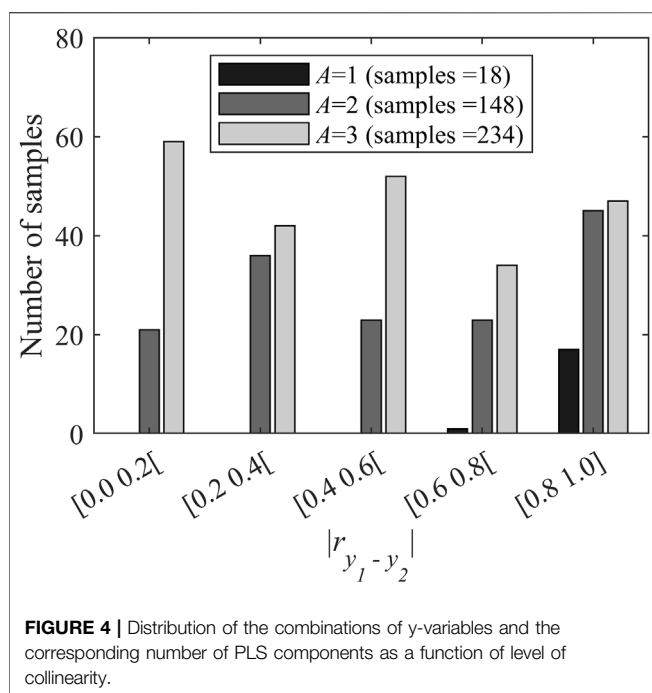 80
60
40
20
0
Number of samples
A=1 (samples =18)
A=2 (samples =148)
A=3 (samples =234)
[0.0 0.2[
[0.2 0.4[
[0.4 0.6[
[0.6 0.8[
[0.8 1.0]
|r y1 - y2|
FIGURE 4 | Distribution of the combinations of y-variables and the
corresponding number of PLS components as a function of level of
collinearity.